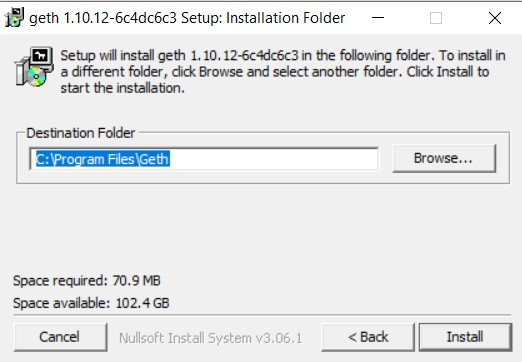 geth 1.10.12-6c4dc6c3 Setup: Installation Folder
Setup will install geth 1.10.12-6c4dc6c3 in the following folder. To install in
a different folder, click Browse and select another folder. Click Install to
start the installation.
Destination Folder
C:\Program Files\Geth
Browse...
Space required: 70.9 MB
Space available: 102.4 GB
Cancel
Nullsoft Install System v3.06.1
< Back
Install